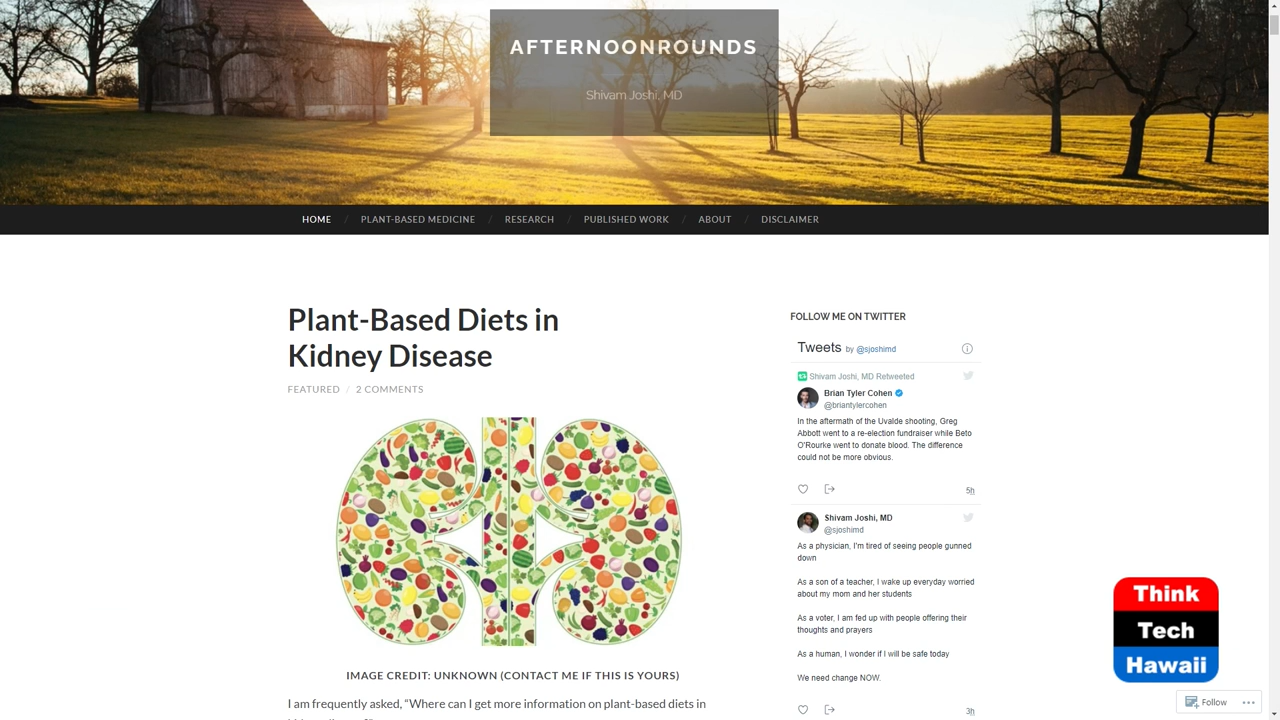 AFTERNOONROUNDS
Shivam Joshi, MD
HOME / PLANT-BASED MEDICINE / RESEARCH / PUBLISHED WORK / ABOUT / DISCLAIMER
Plant-Based Diets in
Kidney Disease
FEATURED / 2 COMMENTS
IMAGE CREDIT: UNKNOWN (CONTACT ME IF THIS IS YOURS)
I am frequently asked, “Where can I get more information on plant-based diets in
FOLLOW ME ON TWITTER
Tweets by @sjoshimd
Shivam Joshi, MD Retweeted
Brian Tyler Cohen
@briantylercohen
In the aftermath of the Uvalde shooting, Greg
Abbott went to a re-election fundraiser while Beto
O'Rourke went to donate blood. The difference
could not be more obvious.
5h
Shivam Joshi, MD
@sjoshimd
As a physician, I'm tired of seeing people gunned
down
As a son of a teacher, I wake up everyday worried
about my mom and her students
As a voter, I am fed up with people offering their
thoughts and prayers
As a human, I wonder if I will be safe today
We need change NOW.
3h
Think
Tech
Hawaii
Follow